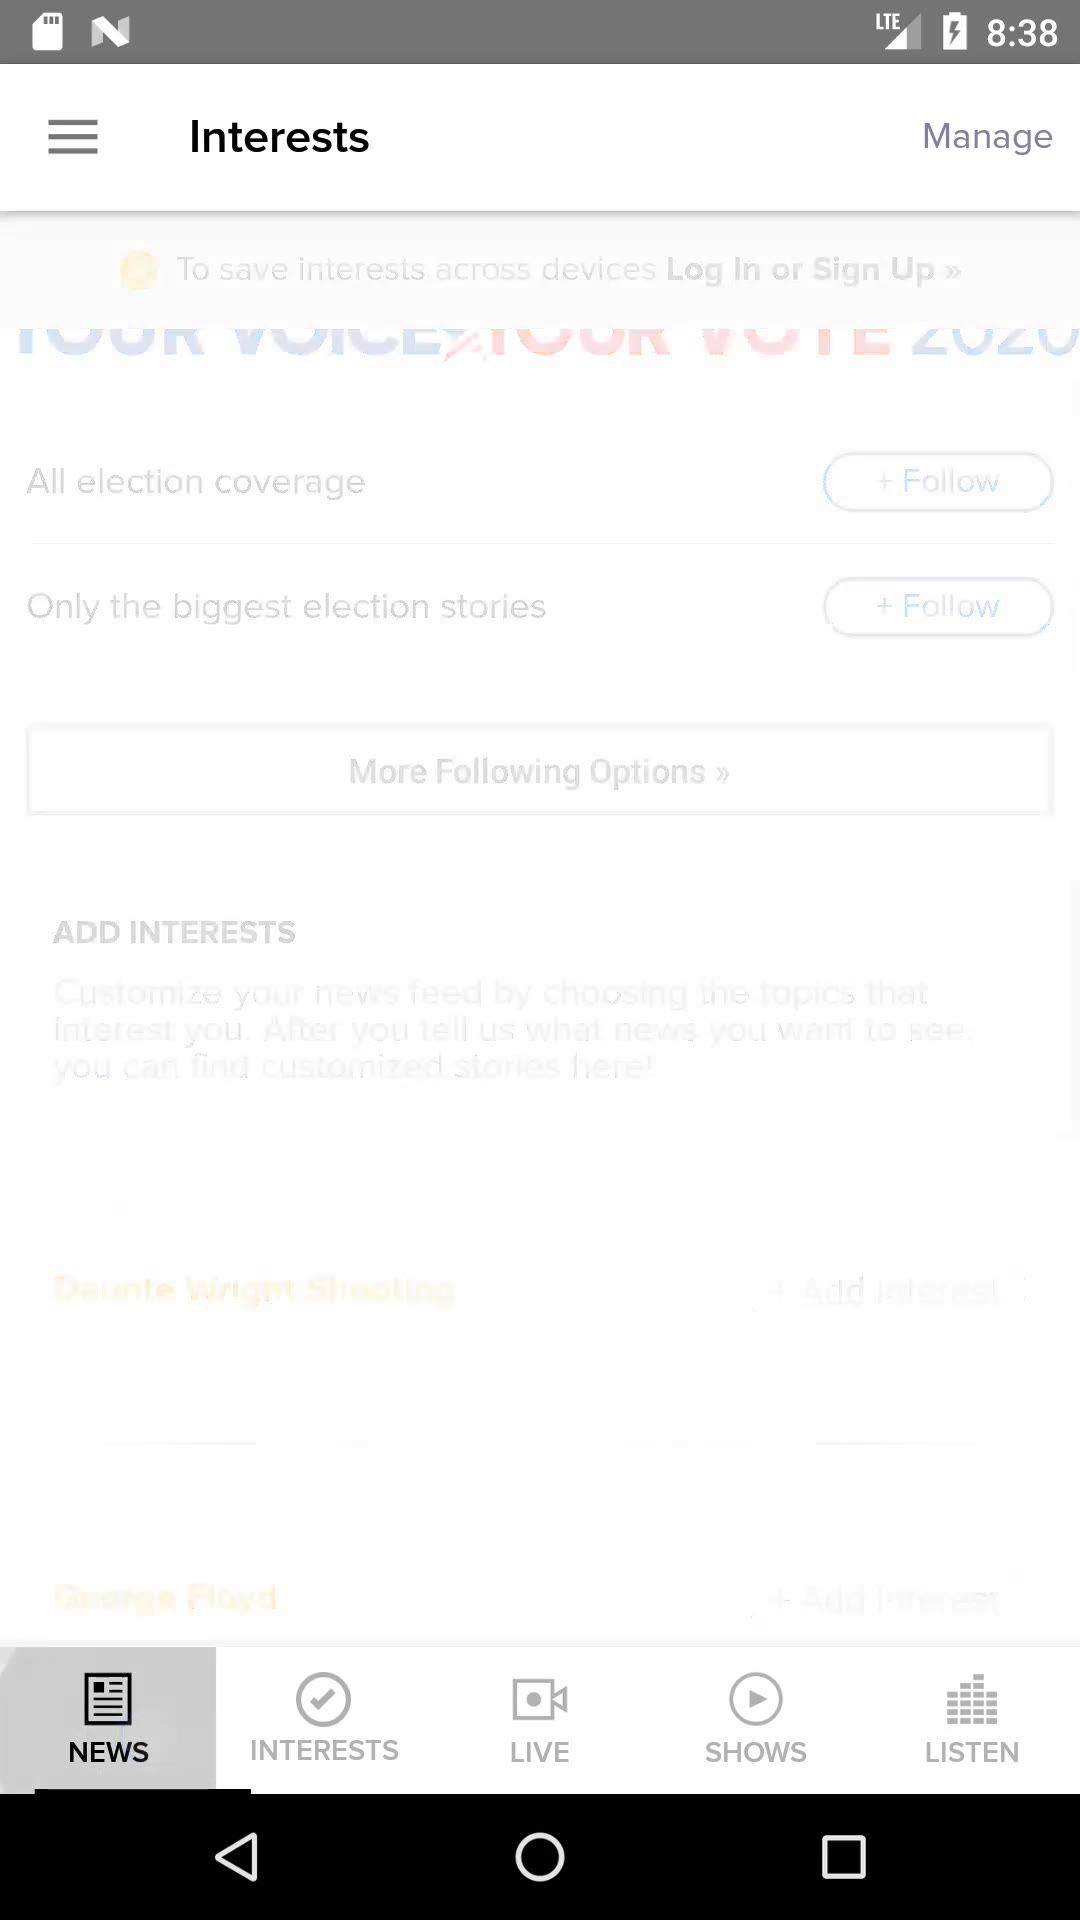 LTE 8:38
Interests Manage
To save interests across devices Log In or Sign Up »
YOUR VOICE YOUR VOTE 2020
All election coverage + Follow
Only the biggest election stories + Follow
More Following Options »
ADD INTERESTS
Customize your news feed by choosing the topics that
interest you. After you tell us what news you want to see,
you can find customized stories here!
Daunte Wright Shooting + Add Interest
George Floyd + Add Interest
NEWS INTERESTS LIVE SHOWS LISTEN